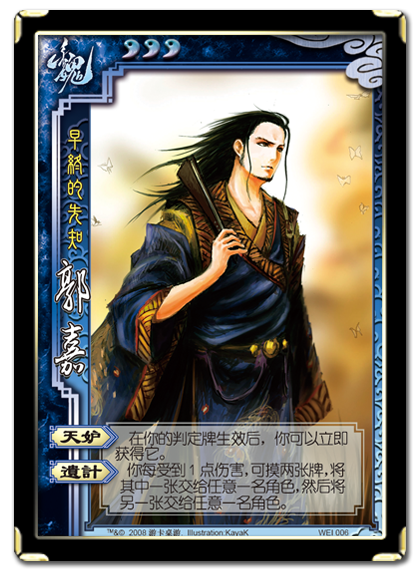 魏
早終的先知
郭嘉
天妒
在你的判定牌生效后，你可以立即
获得它。
遺計
你每受到1点伤害，可摸两张牌，将
其中一张交给任意一名角色，然后将
另一张交给任意一名角色。
™&© 2008 游卡桌游. Illustration:KayaK
WEI 006